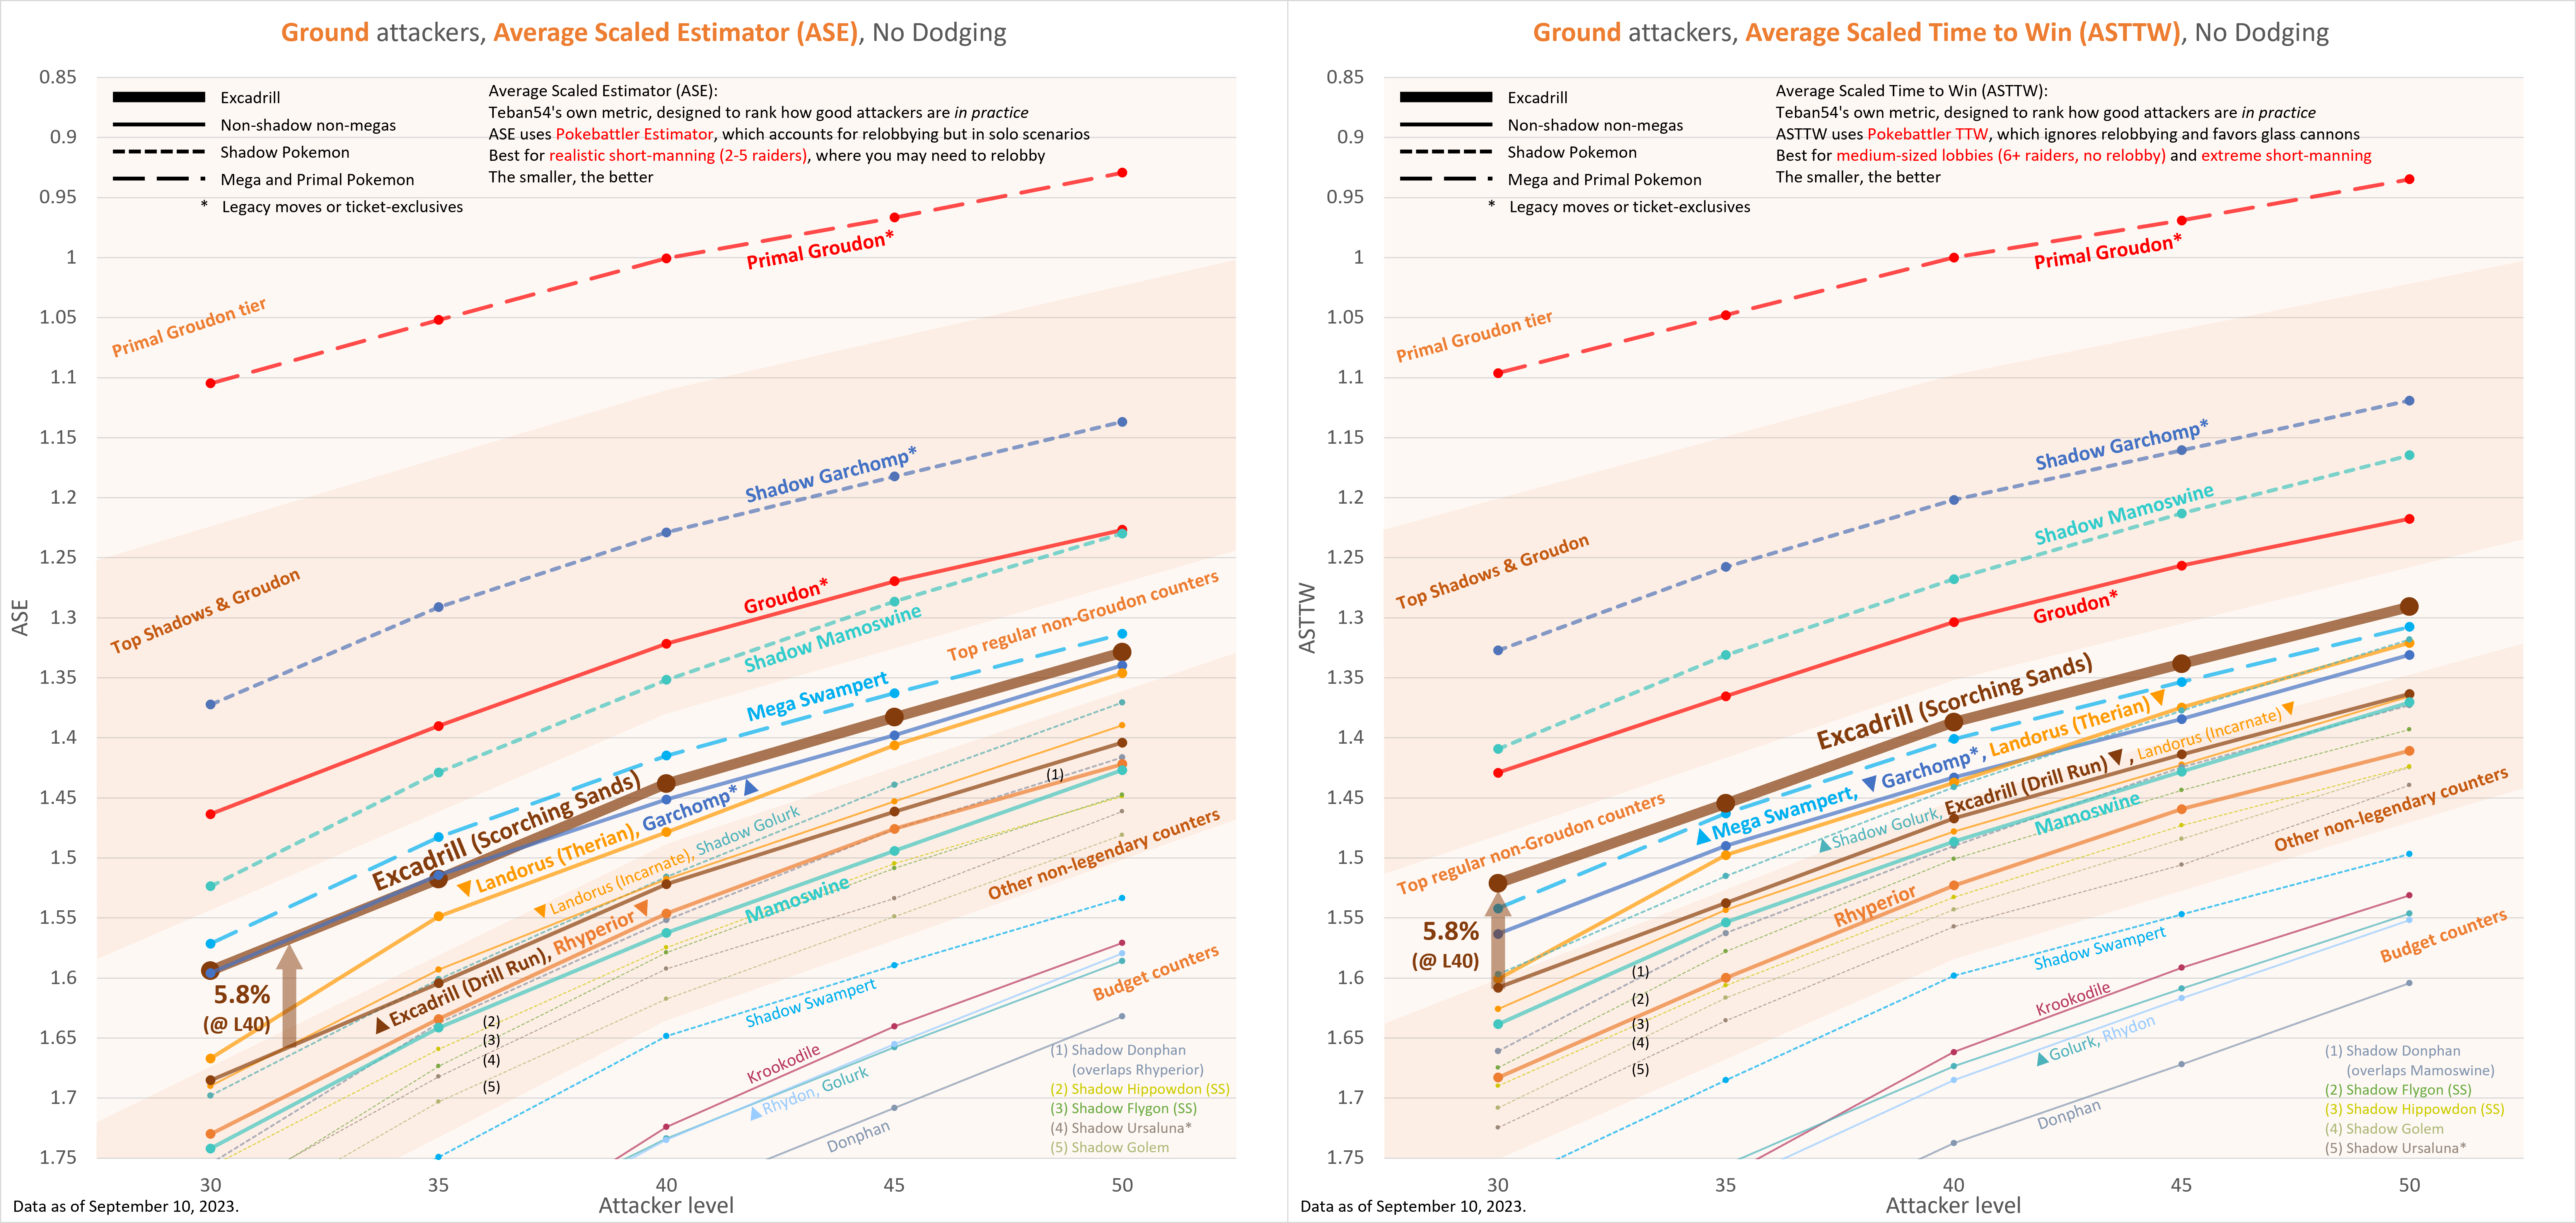 Ground attackers, Average Scaled Estimator (ASE), No Dodging
0.85
0.9
0.95
1
1.05
1.1
1.15
1.2
1.25
1.3
1.35
1.4
1.45
1.5
1.55
1.6
1.65
1.7
1.75
ASE
Excadrill
Non-shadow non-megas
Shadow Pokemon
Mega and Primal Pokemon
* Legacy moves or ticket-exclusives
Average Scaled Estimator (ASE):
Teban54's own metric, designed to rank how good attackers are in practice
ASE uses Pokebattler Estimator, which accounts for relobbying but in solo scenarios
Best for realistic short-manning (2-5 raiders), where you may need to relobby
The smaller, the better
Primal Groudon*
Primal Groudon tier
Shadow Garchomp*
Top Shadows & Groudon
Groudon*
Shadow Mamoswine
Top regular non-Groudon counters
Mega Swampert
Excadrill (Scorching Sands)
▼Landorus (Therian), Garchomp*▲
▼Landorus (Incarnate), Shadow Golurk
(1)
▲Excadrill (Drill Run), Rhyperior▼
Mamoswine
Other non-legendary counters
5.8%
(@ L40)
(2)
(3)
(4)
(5)
Shadow Swampert
Krookodile
▲Rhydon, Golurk
Donphan
Budget counters
(1) Shadow Donphan
(overlaps Rhyperior)
(2) Shadow Hippowdon (SS)
(3) Shadow Flygon (SS)
(4) Shadow Ursaluna*
(5) Shadow Golem
30
35
40
45
50
Attacker level
Data as of September 10, 2023.
Ground attackers, Average Scaled Time to Win (ASTTW), No Dodging
0.85
0.9
0.95
1
1.05
1.1
1.15
1.2
1.25
1.3
1.35
1.4
1.45
1.5
1.55
1.6
1.65
1.7
1.75
ASTTW
Excadrill
Non-shadow non-megas
Shadow Pokemon
Mega and Primal Pokemon
* Legacy moves or ticket-exclusives
Average Scaled Time to Win (ASTTW):
Teban54's own metric, designed to rank how good attackers are in practice
ASTTW uses Pokebattler TTW, which ignores relobbying and favors glass cannons
Best for medium-sized lobbies (6+ raiders, no relobby) and extreme short-manning
The smaller, the better
Primal Groudon*
Primal Groudon tier
Shadow Garchomp*
Shadow Mamoswine
Top Shadows & Groudon
Groudon*
Excadrill (Scorching Sands)
▲Mega Swampert, ▼Garchomp*, Landorus (Therian)▼
▲Shadow Golurk, Excadrill (Drill Run)▼, Landorus (Incarnate)▼
Top regular non-Groudon counters
Mamoswine
Rhyperior
Other non-legendary counters
5.8%
(@ L40)
(1)
(2)
(3)
(4)
(5)
Shadow Swampert
Krookodile
▲Golurk, Rhydon
Donphan
Budget counters
(1) Shadow Donphan
(overlaps Mamoswine)
(2) Shadow Flygon (SS)
(3) Shadow Hippowdon (SS)
(4) Shadow Golem
(5) Shadow Ursaluna*
30
35
40
45
50
Attacker level
Data as of September 10, 2023.